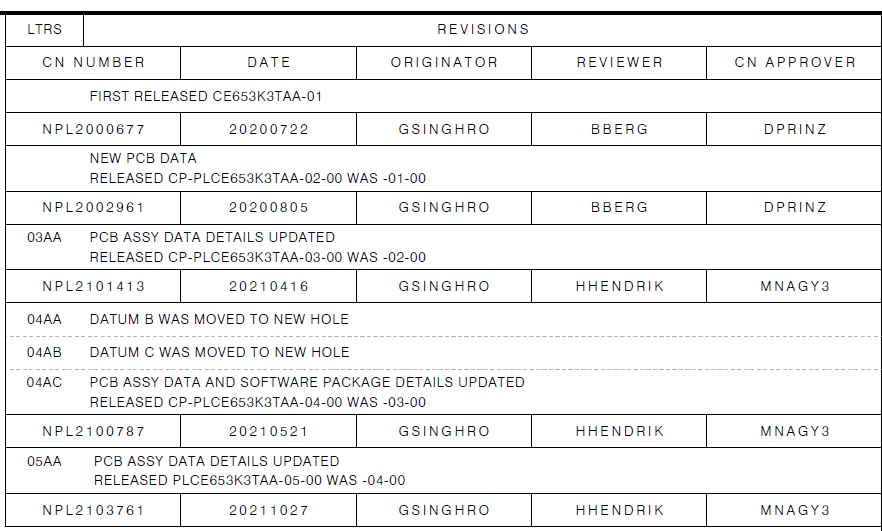 LTRS REVISIONS
CN NUMBER DATE ORIGINATOR REVIEWER CN APPROVER
FIRST RELEASED CE653K3TAA-01
NPL2000677 20200722 GSINGHRO BBERG DPRINZ
NEW PCB DATA
RELEASED CP-PLCE653K3TAA-02-00 WAS -01-00
NPL2002961 20200805 GSINGHRO BBERG DPRINZ
03AA PCB ASSY DATA DETAILS UPDATED
RELEASED CP-PLCE653K3TAA-03-00 WAS -02-00
NPL2101413 20210416 GSINGHRO HHENDRIK MNAGY3
04AA DATUM B WAS MOVED TO NEW HOLE
04AB DATUM C WAS MOVED TO NEW HOLE
04AC PCB ASSY DATA AND SOFTWARE PACKAGE DETAILS UPDATED
RELEASED CP-PLCE653K3TAA-04-00 WAS -03-00
NPL2100787 20210521 GSINGHRO HHENDRIK MNAGY3
05AA PCB ASSY DATA DETAILS UPDATED
RELEASED PLCE653K3TAA-05-00 WAS -04-00
NPL2103761 20211027 GSINGHRO HHENDRIK MNAGY3